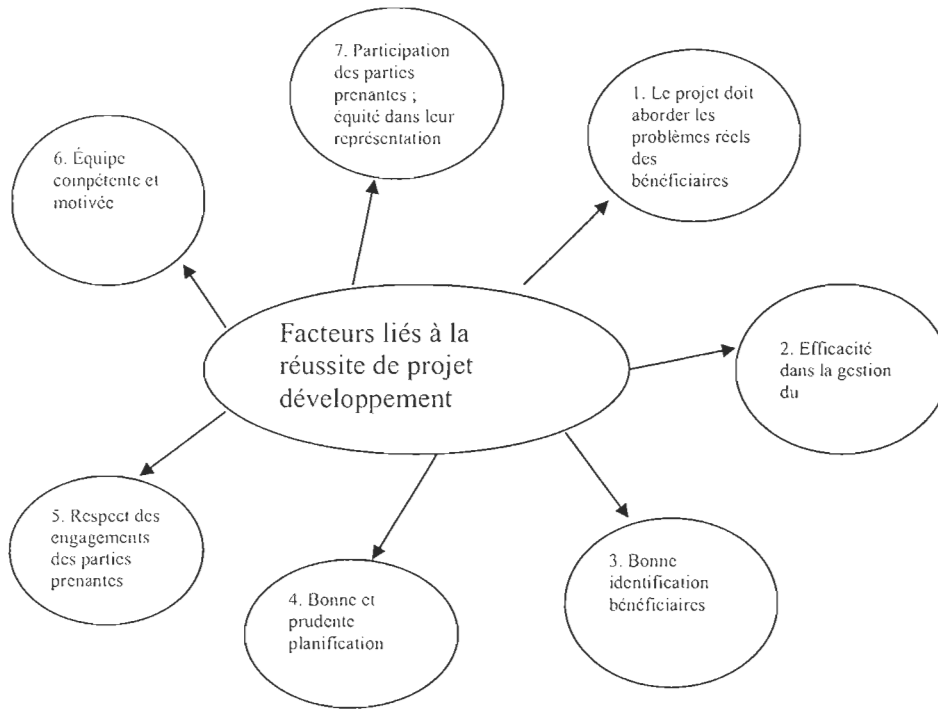 7. Participation
des parties
prenantes ;
équité dans leur
représentation
1. Le projet doit
aborder les
problèmes réels
des
bénéficiaires
6. Équipe
compétente et
motivée
Facteurs liés à la
réussite de projet
développement
2. Efficacité
dans la gestion
du
5. Respect des
engagements
des parties
prenantes
3. Bonne
identification
bénéficiaires
4. Bonne et
prudente
planification